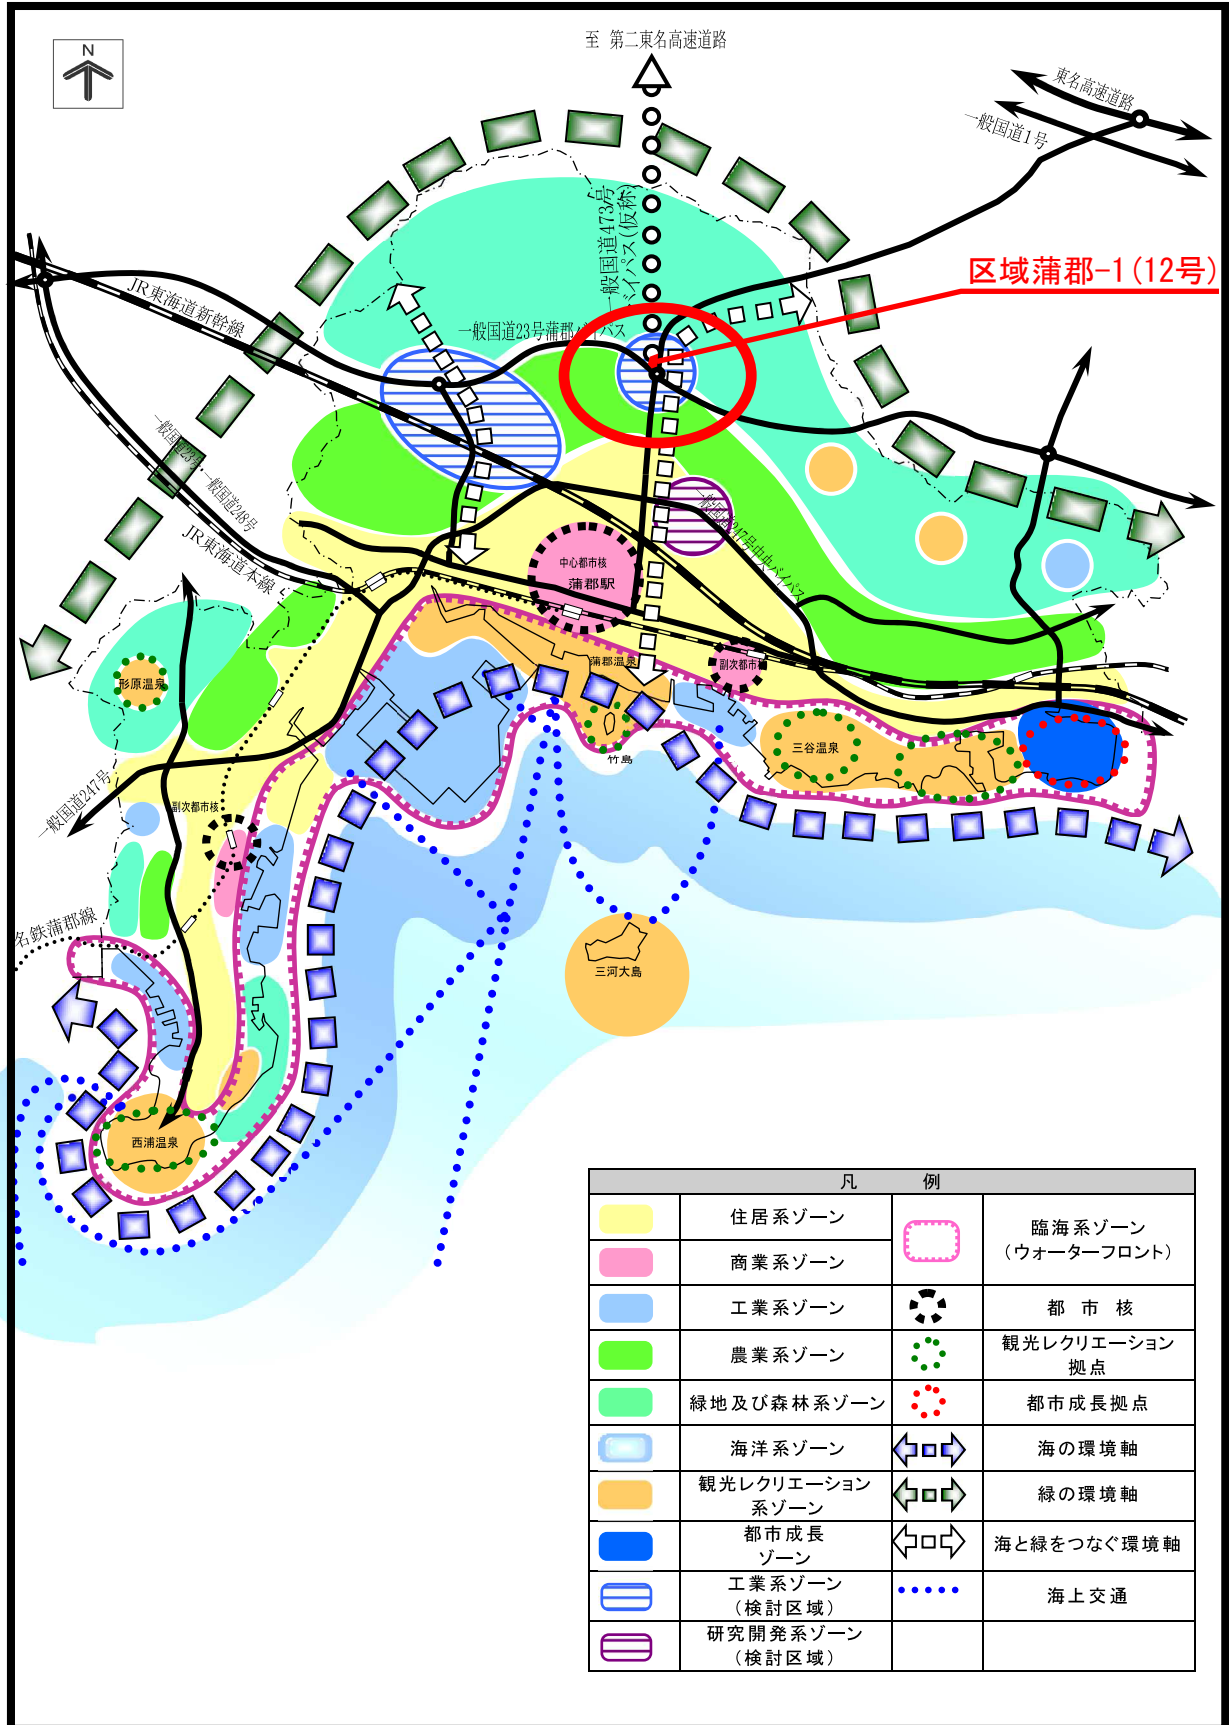 至 第二東名高速道路
N
東名高速道路
一般国道1号
一般国道473号
バイパス(仮称)
区域蒲郡-1(12号)
JR東海道新幹線
一般国道23号蒲郡バイパス
一般国道23号
一般国道248号
JR東海道本線
一般国道247号中央バイパス
中心都市核
蒲郡駅
蒲郡温泉
副次都市核
形原温泉
三谷温泉
竹島
一般国道247号
副次都市核
名鉄蒲郡線
三河大島
西浦温泉
凡 例
住居系ゾーン
臨海系ゾーン
(ウォーターフロント)
商業系ゾーン
工業系ゾーン
都 市 核
農業系ゾーン
観光レクリエーション
拠点
緑地及び森林系ゾーン
都市成長拠点
海洋系ゾーン
海の環境軸
観光レクリエーション
系ゾーン
緑の環境軸
都市成長
ゾーン
海と緑をつなぐ環境軸
工業系ゾーン
(検討区域)
海上交通
研究開発系ゾーン
(検討区域)